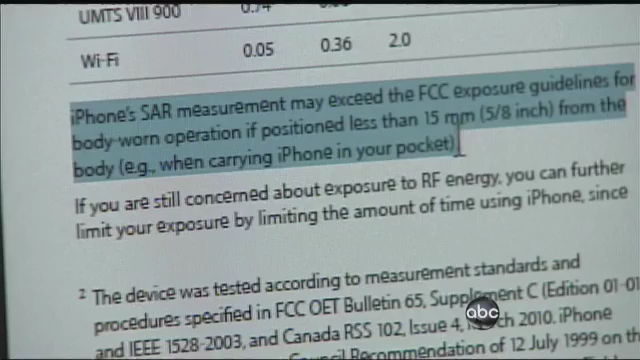 UMTS VIII 900 0.74
Wi-Fi 0.05 0.36 2.0
iPhone's SAR measurement may exceed the FCC exposure guidelines for
body-worn operation if positioned less than 15 mm (5/8 inch) from the
body (e.g., when carrying iPhone in your pocket).
If you are still concerned about exposure to RF energy, you can further
limit your exposure by limiting the amount of time using iPhone, since
2 The device was tested according to measurement standards and
procedures specified in FCC OET Bulletin 65, Supplement C (Edition 01-01
and IEEE 1528-2003, and Canada RSS 102, Issue 4, March 2010. iPhone
Council Recommendation of 12 July 1999 on the
abc